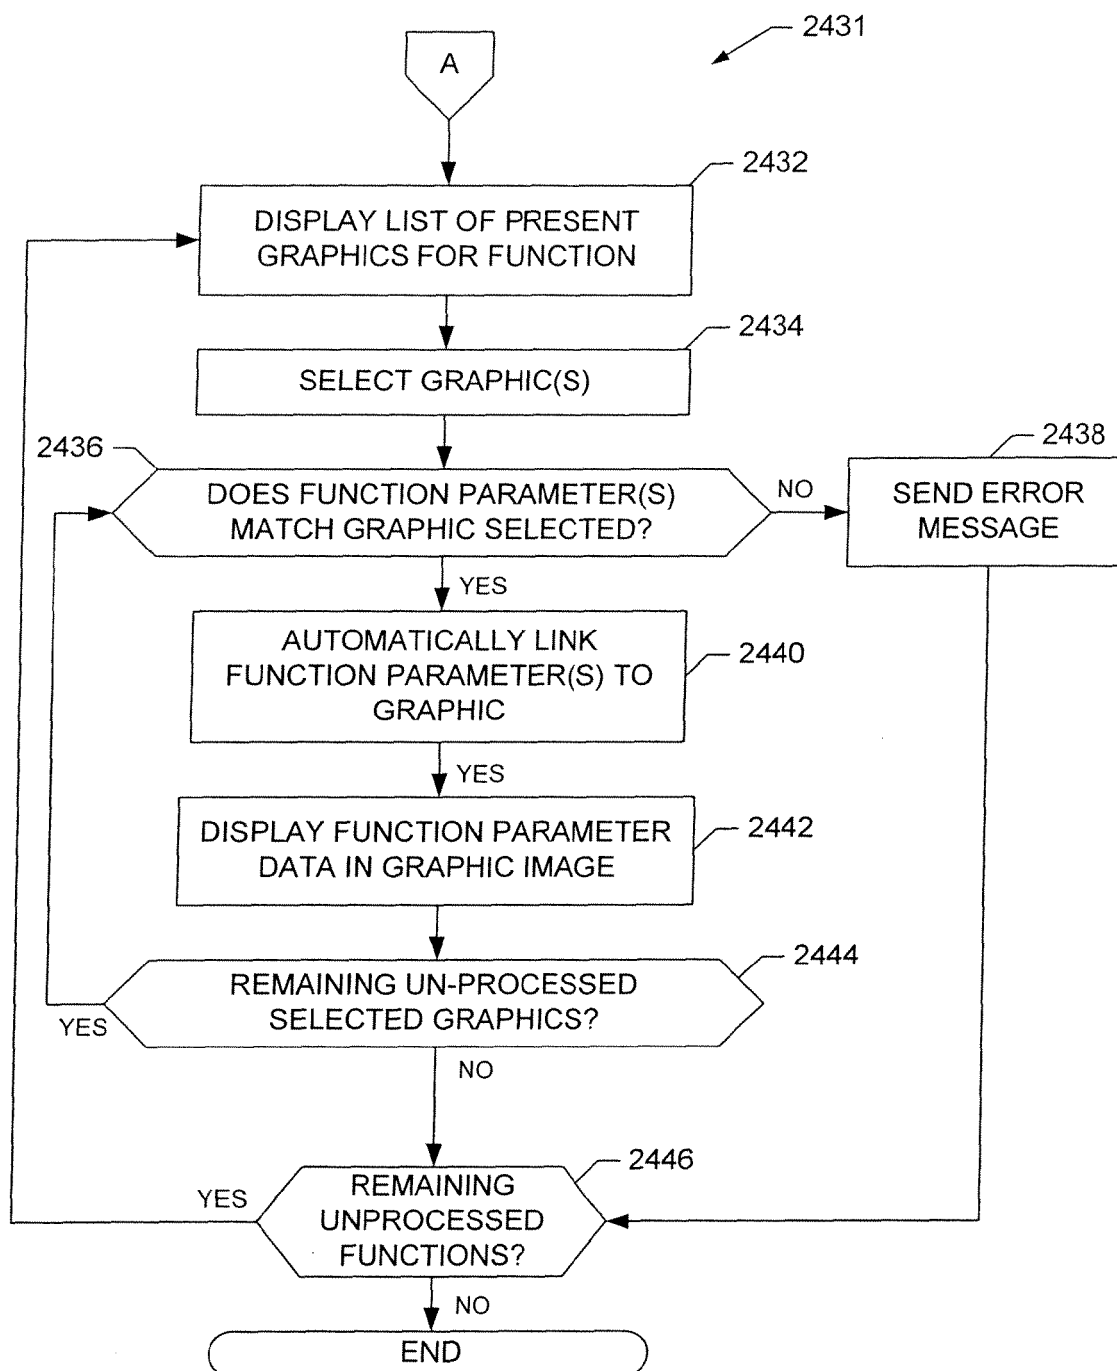 2431
A
2432
DISPLAY LIST OF PRESENT
GRAPHICS FOR FUNCTION
2434
SELECT GRAPHIC(S)
2436
DOES FUNCTION PARAMETER(S)
MATCH GRAPHIC SELECTED?
NO
2438
SEND ERROR
MESSAGE
YES
AUTOMATICALLY LINK
FUNCTION PARAMETER(S) TO
GRAPHIC
2440
YES
DISPLAY FUNCTION PARAMETER
DATA IN GRAPHIC IMAGE
2442
REMAINING UN-PROCESSED
SELECTED GRAPHICS?
2444
YES
NO
REMAINING
UNPROCESSED
FUNCTIONS?
2446
YES
NO
END